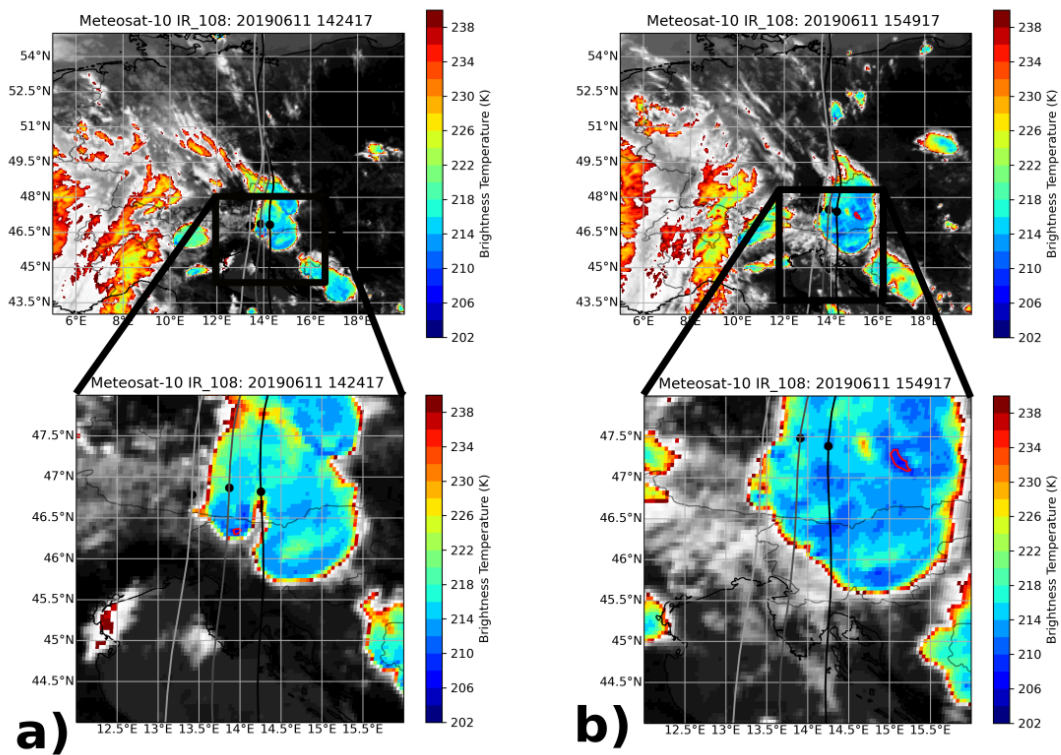 Meteosat-10 IR_108: 20190611 142417
55°N
52.5°N
51°N
49.5°N
48°N
46.5°N
45°N
43.5°N
6°E 8°E 10°E 12°E 14°E 16°E 18°E
238
234
230
226
222
218
214
210
206
202
Brightness Temperature (K)
Meteosat-10 IR_108: 20190611 154917
54°N
52.5°N
51°N
49.5°N
48°N
46.5°N
45°N
43.5°N
6°E 8°E 10°E 12°E 14°E 16°E 18°E
238
234
230
226
222
218
214
210
206
202
Brightness Temperature (K)
Meteosat-10 IR_108: 20190611 142417
47.5°N
47°N
46.5°N
46°N
45.5°N
45°N
44.5°N
12.5°E 13°E 13.5°E 14°E 14.5°E 15°E 15.5°E
238
234
230
226
222
218
214
210
206
202
Brightness Temperature (K)
a)
Meteosat-10 IR_108: 20190611 154917
47.5°N
47°N
46.5°N
46°N
45.5°N
45°N
44.5°N
12.5°E 13°E 13.5°E 14°E 14.5°E 15°E 15.5°E
238
234
230
226
222
218
214
210
206
202
Brightness Temperature (K)
b)